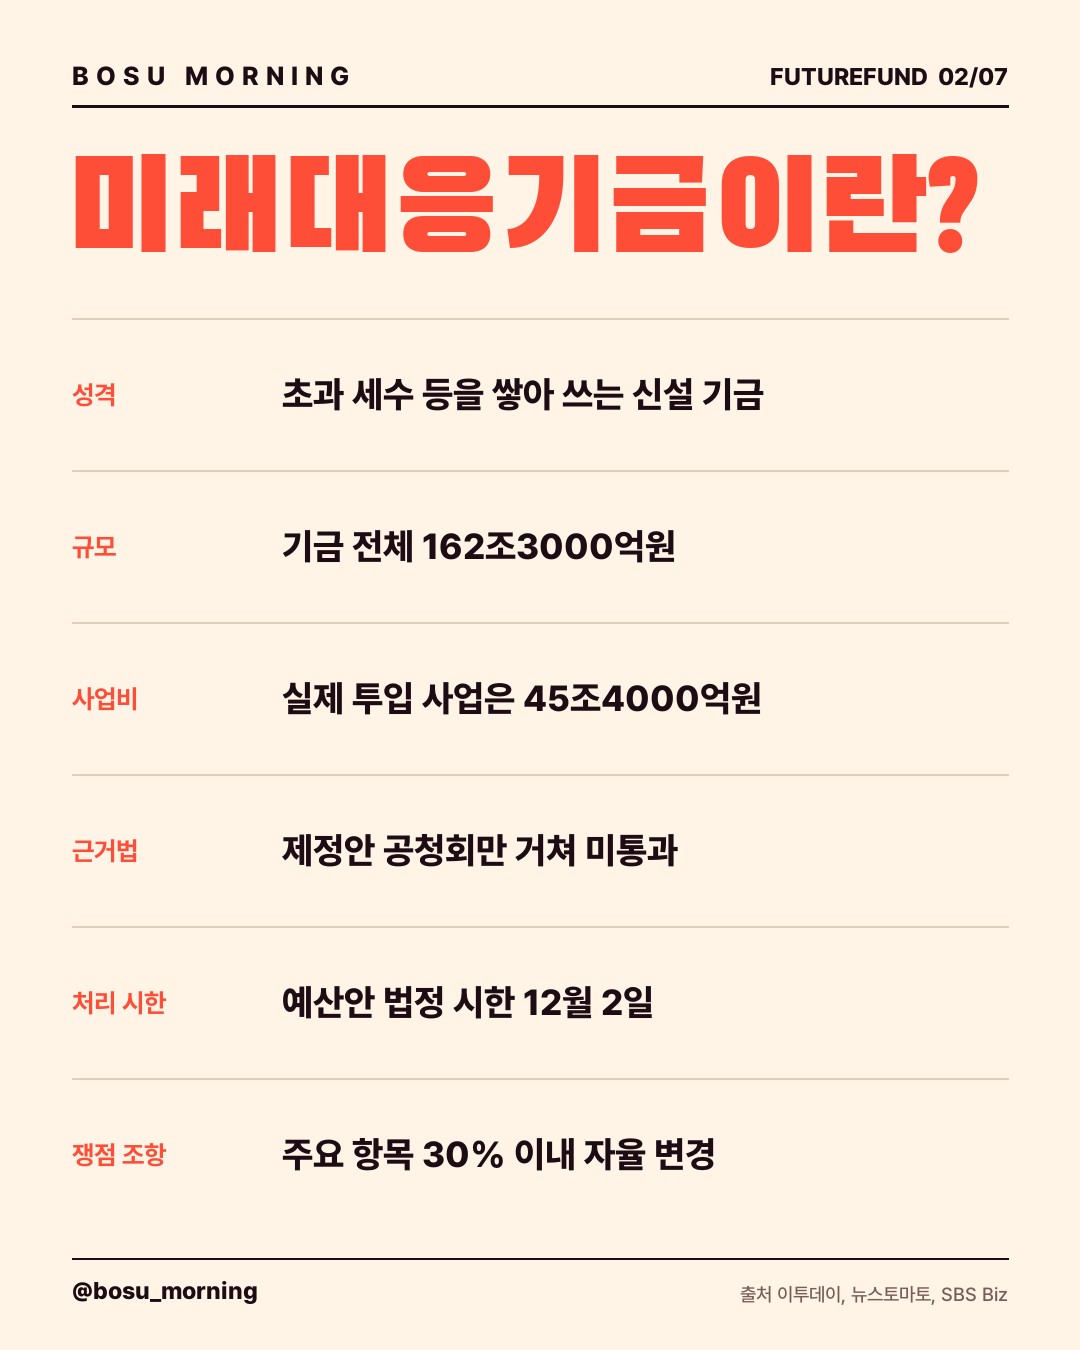 BOSU MORNING
FUTUREFUND 02/07
미래대응기금이란?
성격
초과 세수 등을 쌓아 쓰는 신설 기금
규모
기금 전체 162조3000억원
사업비
실제 투입 사업은 45조4000억원
근거법
제정안 공청회만 거쳐 미통과
처리 시한
예산안 법정 시한 12월 2일
쟁점 조항
주요 항목 30% 이내 자율 변경
@bosu_morning
출처 이투데이, 뉴스토마토, SBS Biz